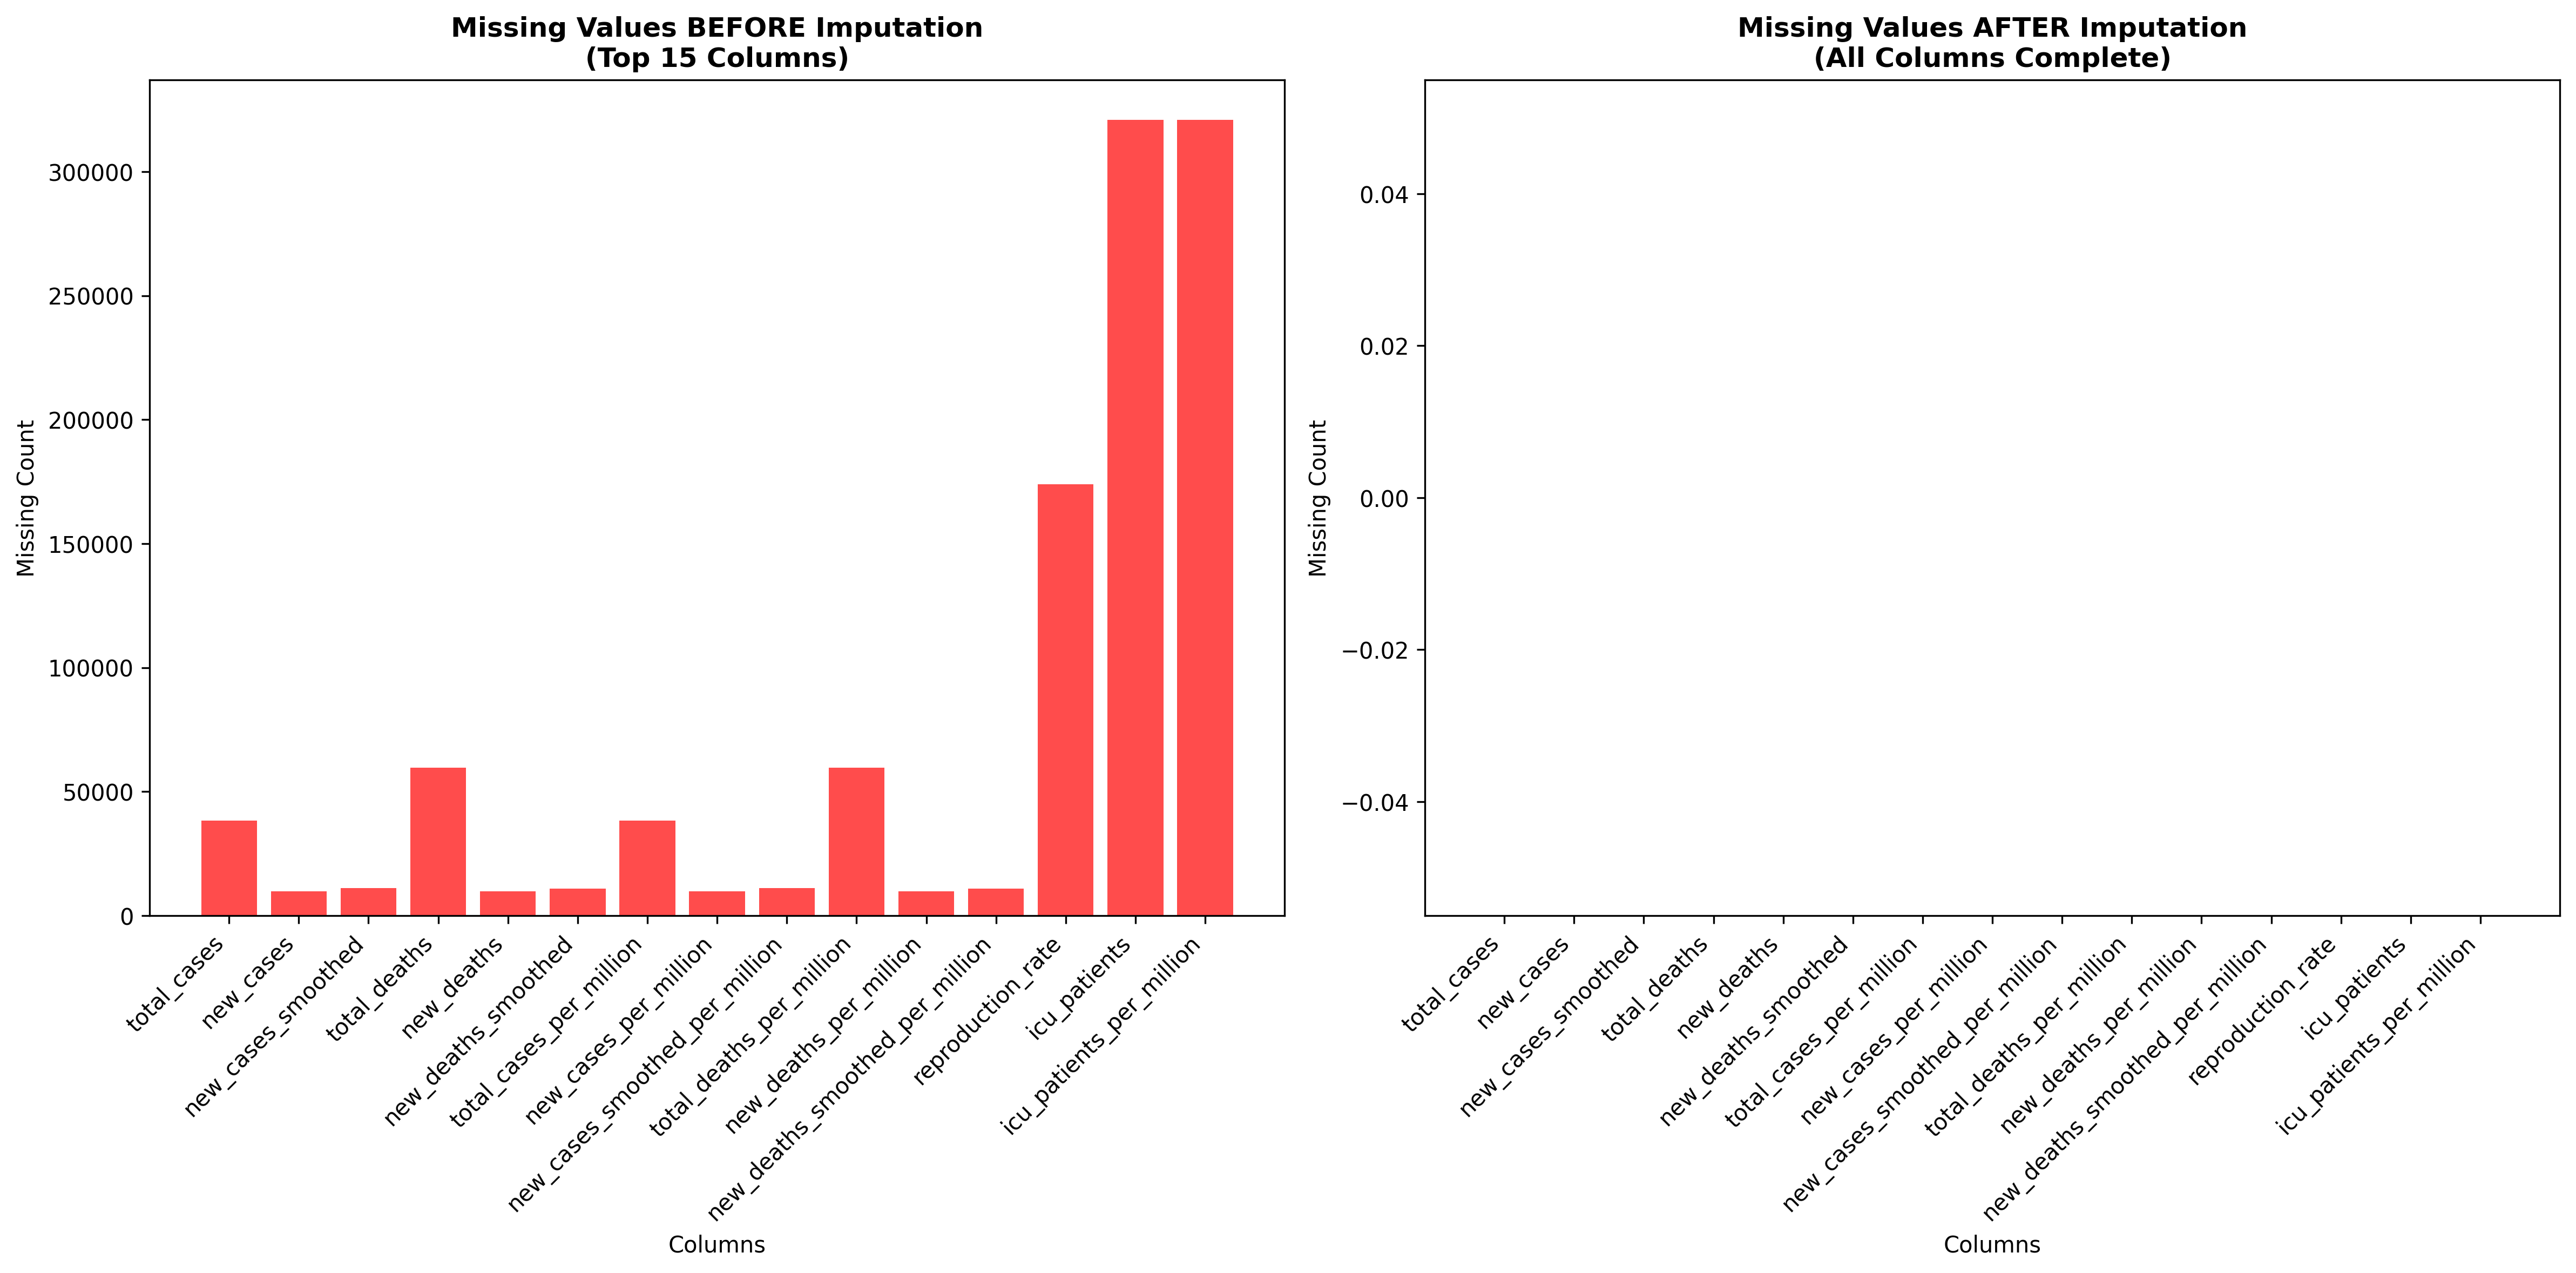 Missing Values BEFORE Imputation
(Top 15 Columns)
Missing Count
300000
250000
200000
150000
100000
50000
0
total_cases
new_cases
new_cases_smoothed
total_deaths
new_deaths
new_deaths_smoothed
total_cases_per_million
new_cases_per_million
new_cases_smoothed_per_million
total_deaths_per_million
new_deaths_per_million
new_deaths_smoothed_per_million
reproduction_rate
icu_patients
icu_patients_per_million
Columns
Missing Values AFTER Imputation
(All Columns Complete)
Missing Count
0.04
0.02
0.00
−0.02
−0.04
total_cases
new_cases
new_cases_smoothed
total_deaths
new_deaths
new_deaths_smoothed
total_cases_per_million
new_cases_per_million
new_cases_smoothed_per_million
total_deaths_per_million
new_deaths_per_million
new_deaths_smoothed_per_million
reproduction_rate
icu_patients
icu_patients_per_million
Columns